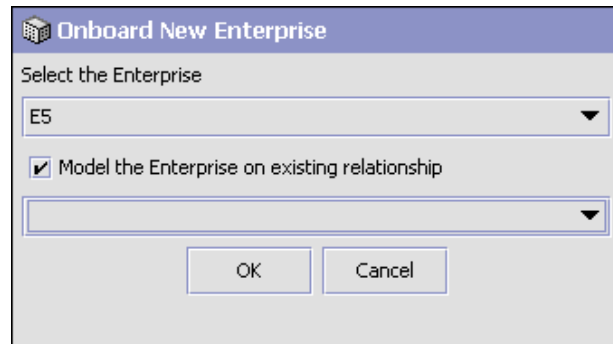 Onboard New Enterprise
Select the Enterprise
E5
Model the Enterprise on existing relationship
OK
Cancel